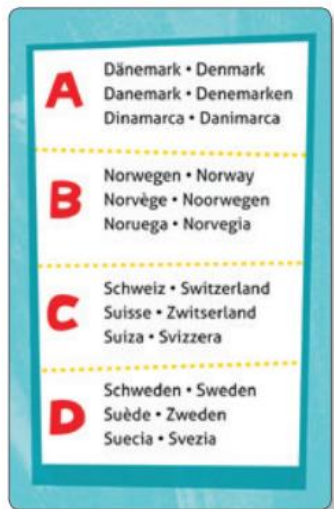 A
Dänemark • Denmark
Danemark • Denemarken
Dinamarca • Danimarca
B
Norwegen • Norway
Norvège • Noorwegen
Noruega • Norvegia
C
Schweiz • Switzerland
Suisse • Zwitserland
Suiza • Svizzera
D
Schweden • Sweden
Suède • Zweden
Suecia • Svezia